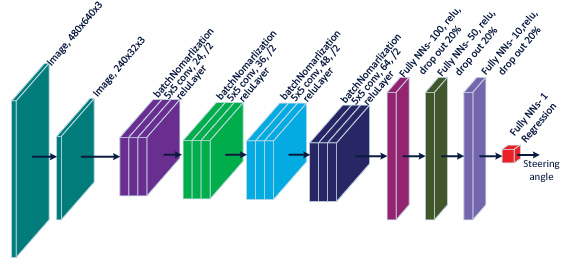 Image, 480x640x3
Image, 240x32x3
batchNomarlization
5x5 conv, 24, /2
reluLayer
batchNomarlization
5x5 conv, 36, /2
reluLayer
batchNomarlization
5x5 conv, 48, /2
reluLayer
batchNomarlization
5x5 conv, 64, /2
reluLayer
Fully NNs- 100, relu,
drop out 20%
Fully NNs- 50, relu,
drop out 20%
Fully NNs- 10, relu,
drop out 20%
Fully NNs- 1
Regression
Steering
angle